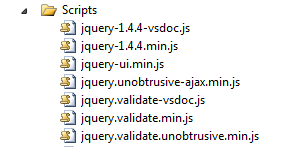 Scripts
jquery-1.4.4-vsdoc.js
jquery-1.4.4.min.js
jquery-ui.min.js
jquery.unobtrusive-ajax.min.js
jquery.validate-vsdoc.js
jquery.validate.min.js
jquery.validate.unobtrusive.min.js